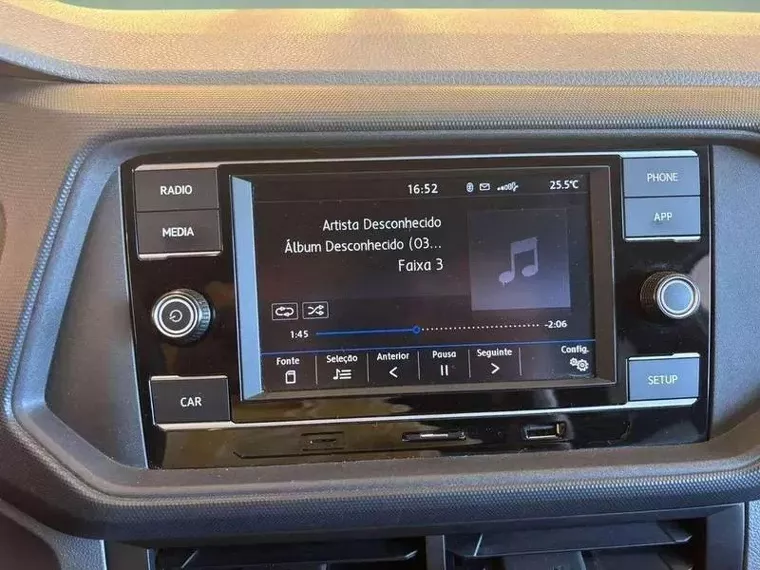 RADIO
MEDIA
CAR
16:52
25.5°C
Artista Desconhecido
Álbum Desconhecido (03...
Faixa 3
1:45
-2:06
Fonte
Seleção
Anterior
Pausa
Seguinte
Config.
PHONE
APP
SETUP